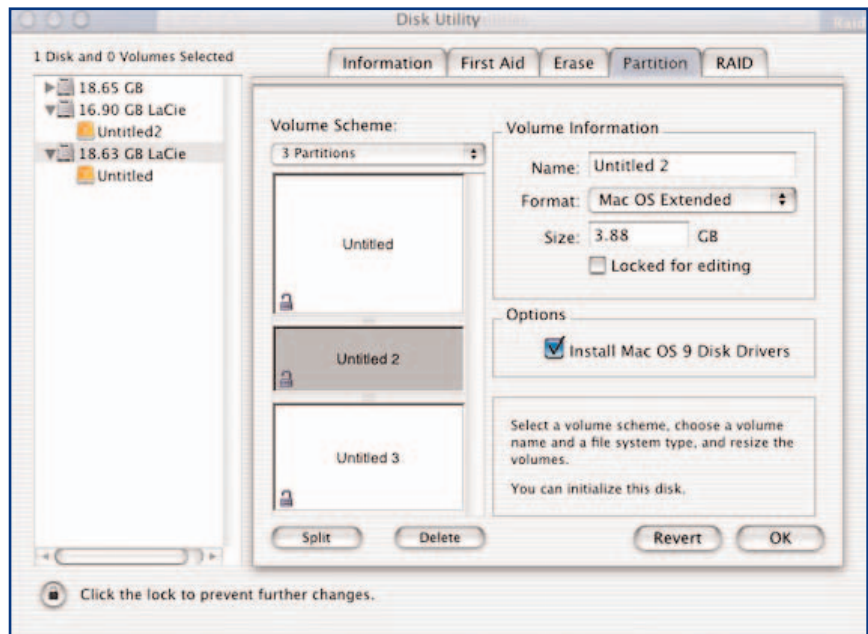 Disk Utility
1 Disk and 0 Volumes Selected
Information
First Aid
Erase
Partition
RAID
18.65 GB
16.90 GB LaCie
Untitled2
18.63 GB LaCie
Untitled
Volume Scheme:
3 Partitions
Untitled
Untitled 2
Untitled 3
Split
Delete
Volume Information
Name: Untitled 2
Format: Mac OS Extended
Size: 3.88 GB
Locked for editing
Options
Install Mac OS 9 Disk Drivers
Select a volume scheme, choose a volume
name and a file system type, and resize the
volumes.
You can initialize this disk.
Revert
OK
Click the lock to prevent further changes.